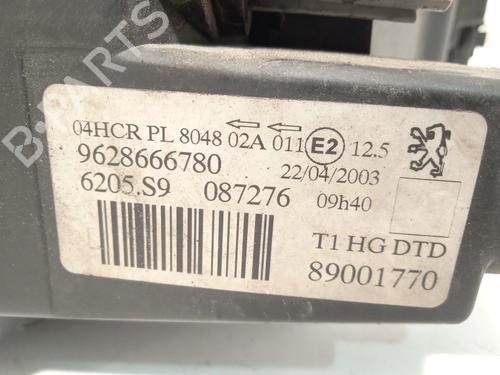 B-PARTS
04HCR PL 8048 02A 011 E2 12.5
9628666780 22/04/2003
6205.S9 087276 09h40
T1 HG DTD
89001770